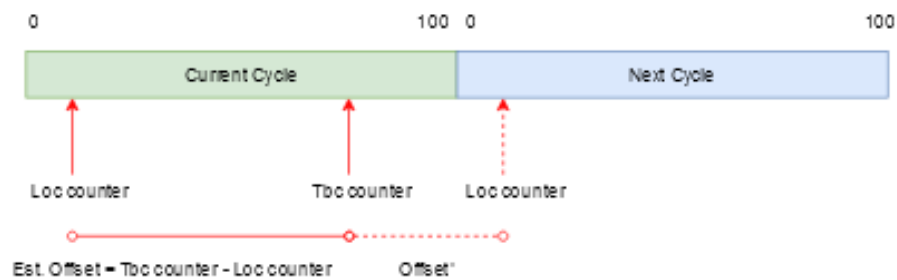 0 100 0 100
Current Cycle Next Cycle
Loc counter Tbc counter Loc counter
Est. Offset = Tbc counter - Loc counter Offset'